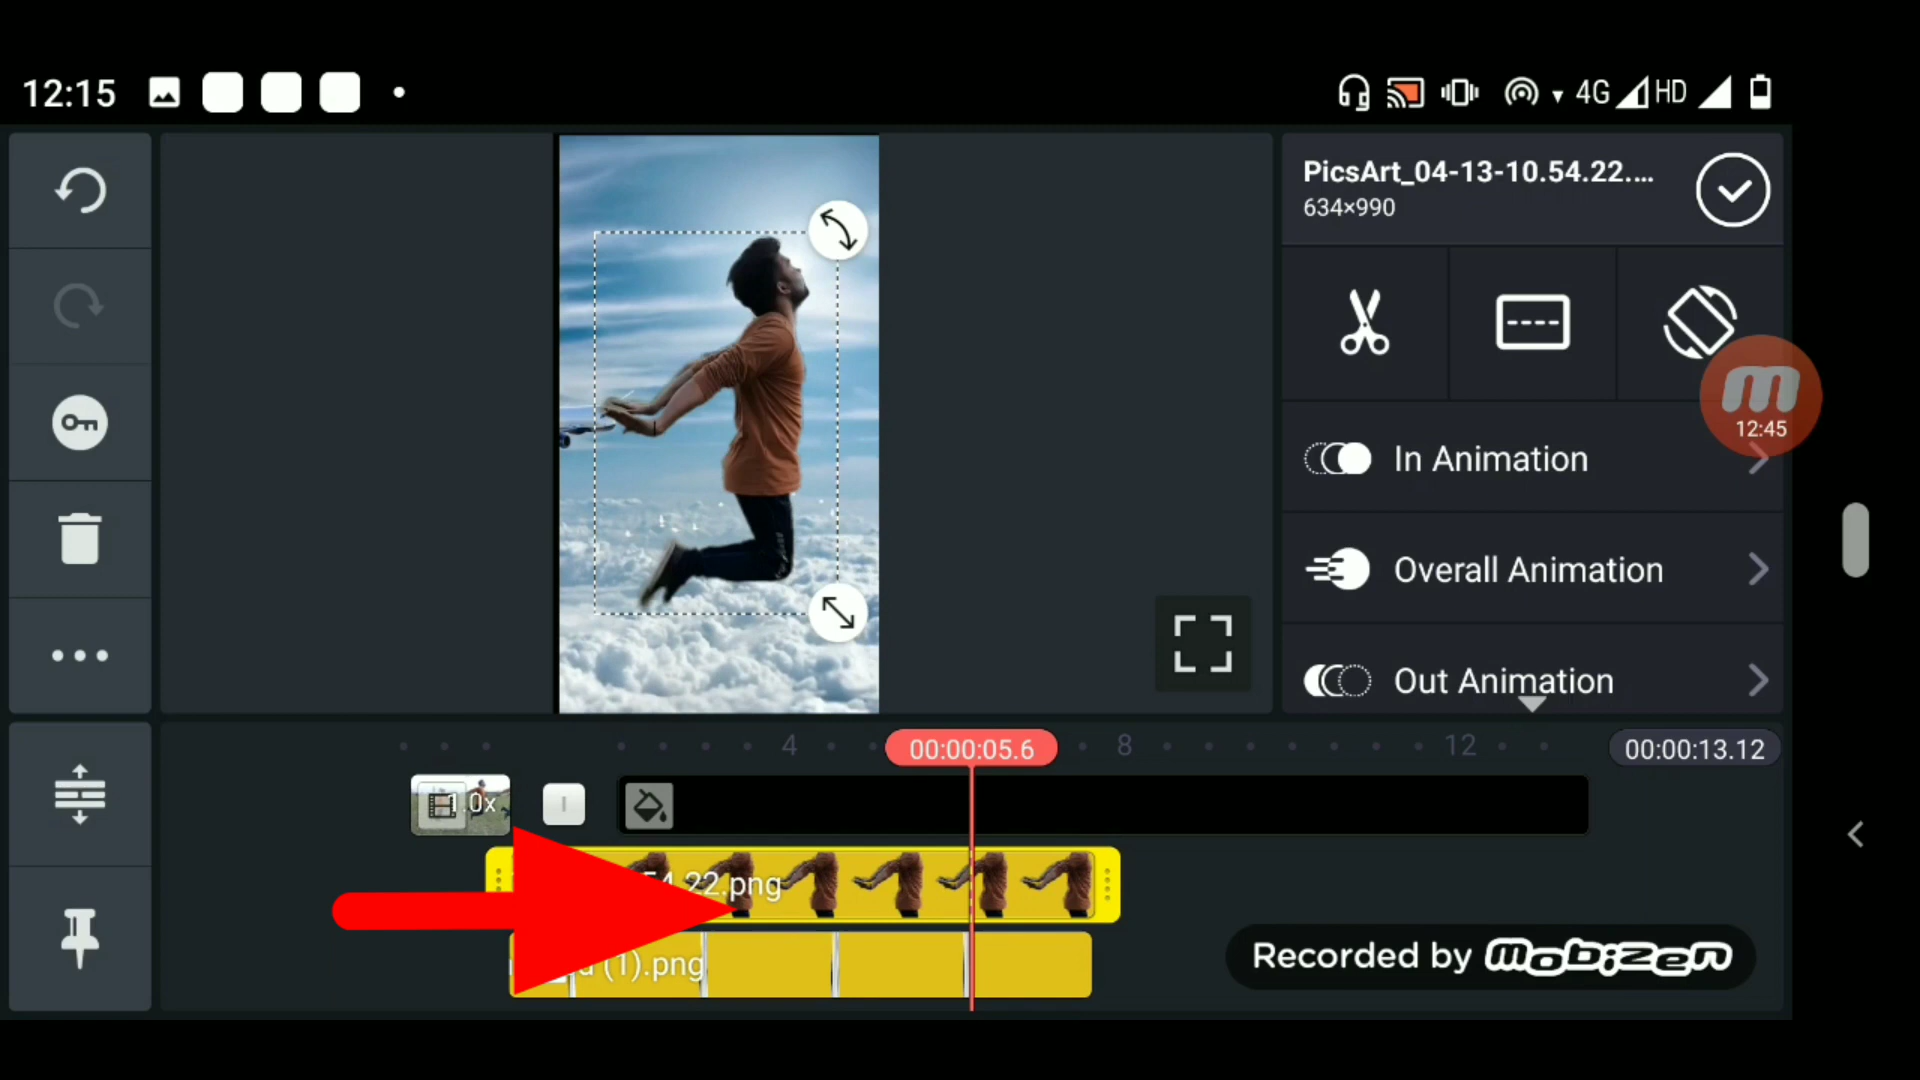 12:15
4G HD
PicsArt_04-13-10.54.22....
634×990
12:45
In Animation
Overall Animation
Out Animation
4
00:00:05.6
8
12
00:00:13.12
1.0x
54.22.png
(1).png
Recorded by mobizen